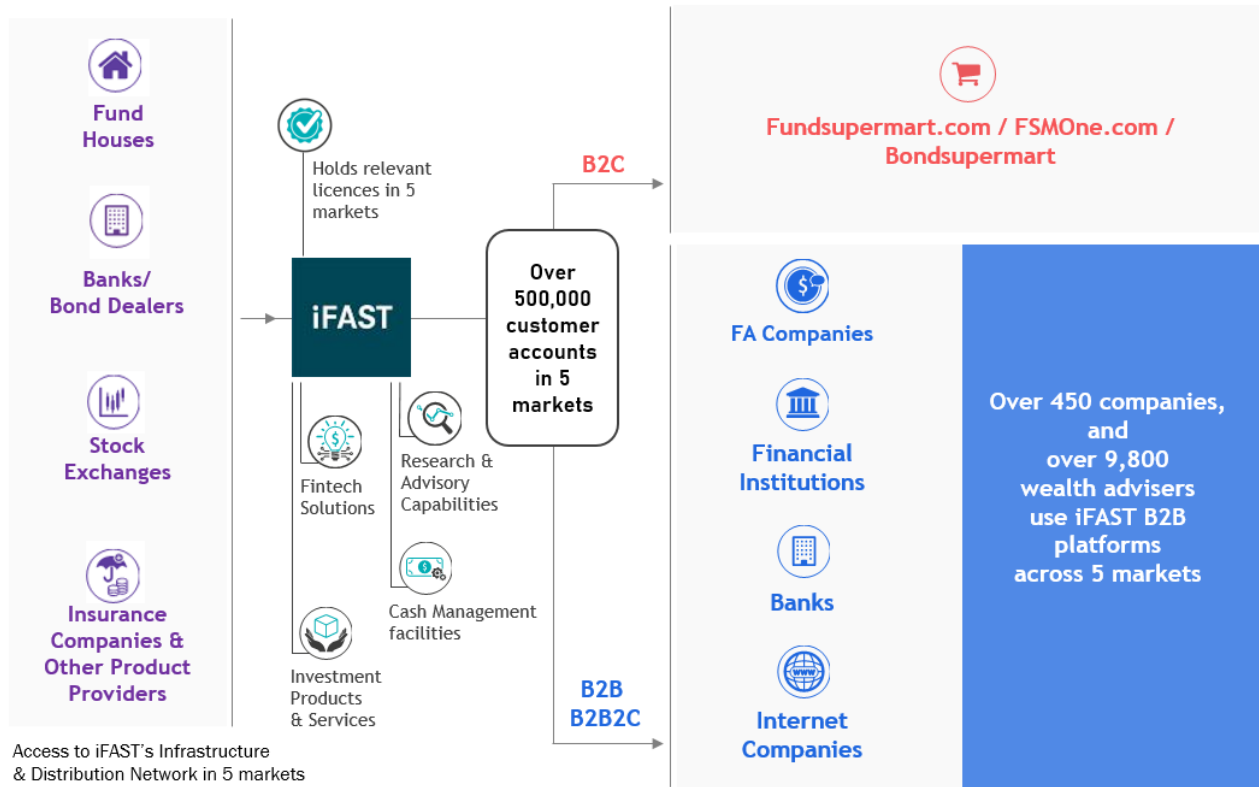 Fund
Houses
Banks/
Bond Dealers
Stock
Exchanges
Insurance
Companies &
Other Product
Providers
Access to iFAST's Infrastructure
& Distribution Network in 5 markets
Holds relevant
licences in 5
markets
iFAST
Fintech
Solutions
Research &
Advisory
Capabilities
Cash Management
facilities
Investment
Products
& Services
Over
500,000
customer
accounts
in 5
markets
B2C
B2B
B2B2C
Fundsupermart.com / FSMOne.com /
Bondsupermart
FA Companies
Financial
Institutions
Banks
WWW
Internet
Companies
Over 450 companies,
and
over 9,800
wealth advisers
use iFAST B2B
platforms
across 5 markets